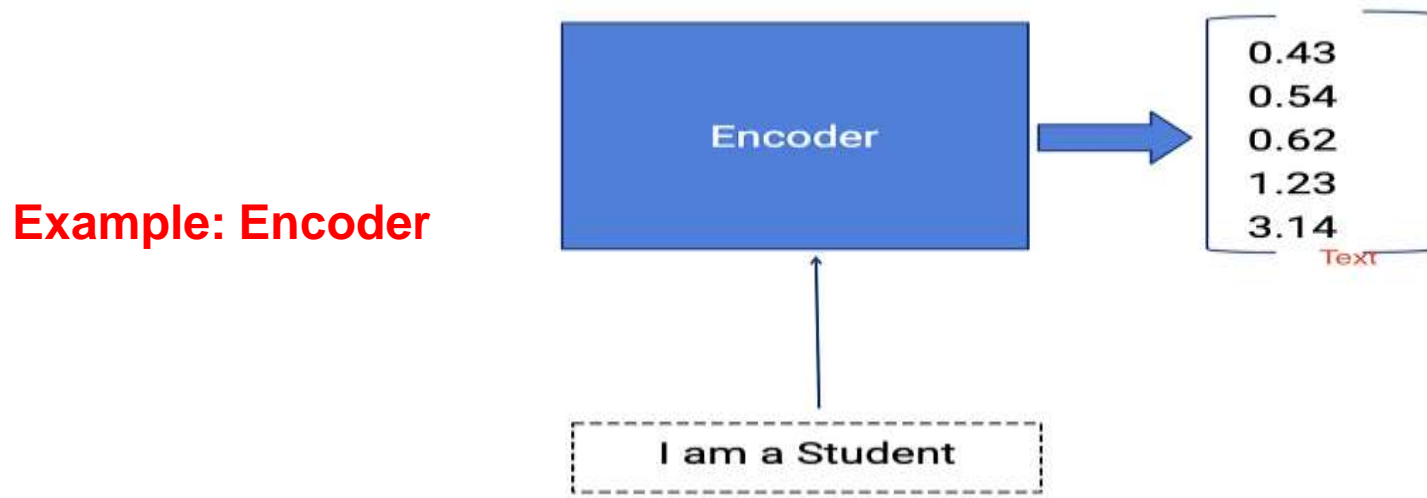 Example: Encoder
Encoder
0.43
0.54
0.62
1.23
3.14
Text
I am a Student